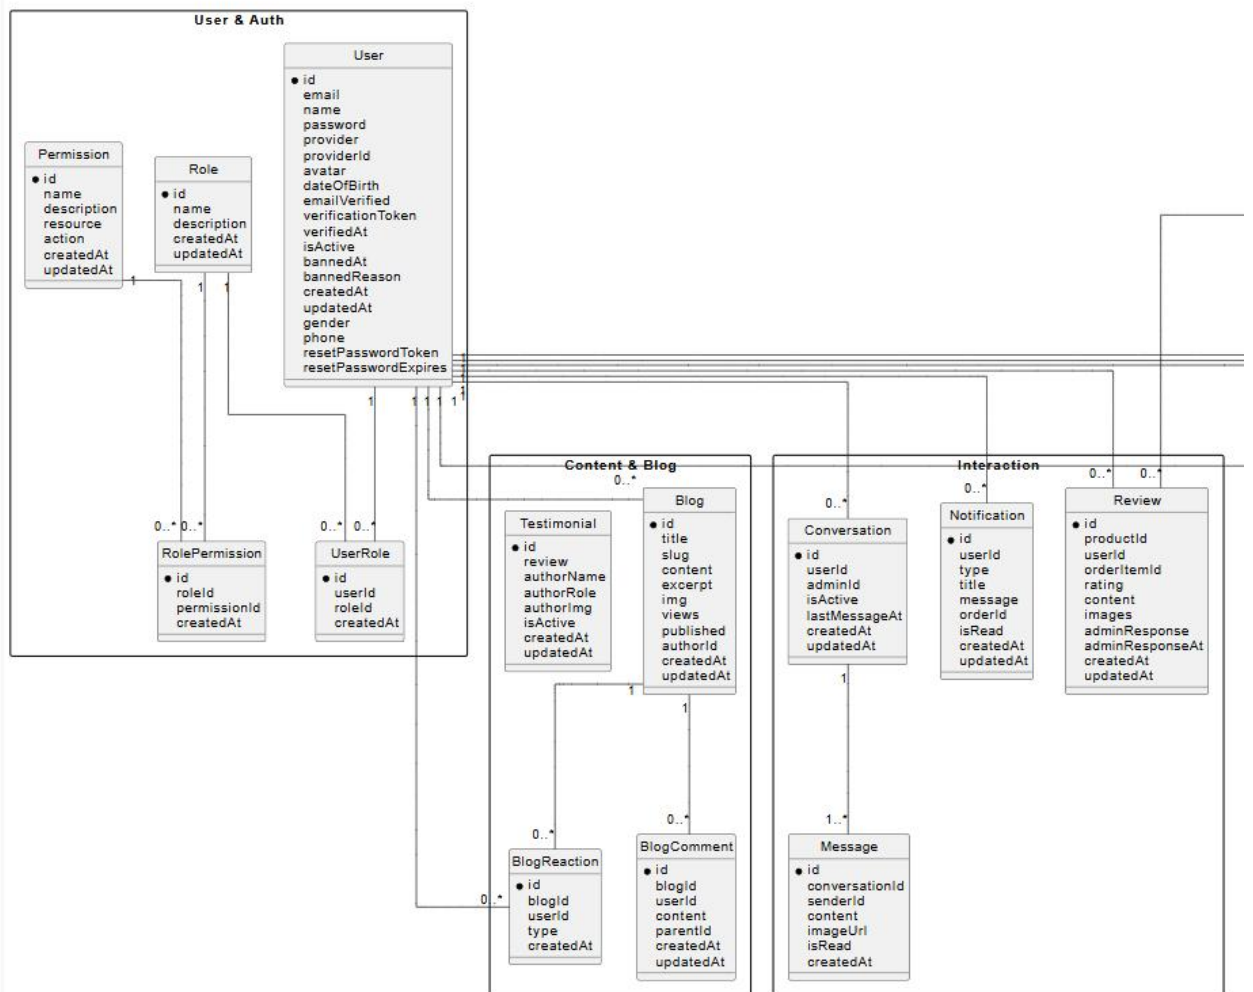 User & Auth
User
id
email
name
password
provider
providerId
avatar
dateOfBirth
emailVerified
verificationToken
verifiedAt
isActive
bannedAt
bannedReason
createdAt
updatedAt
gender
phone
resetPasswordToken
resetPasswordExpires
Permission
id
name
description
resource
action
createdAt
updatedAt
Role
id
name
description
createdAt
updatedAt
1
1
1
1
1
1
1
1
1
1
1
1
1
0..*
0..*
0..*
0..*
RolePermission
id
roleId
permissionId
createdAt
UserRole
id
userId
roleId
createdAt
Content & Blog
0..*
Testimonial
id
review
authorName
authorRole
authorImg
isActive
createdAt
updatedAt
Blog
id
title
slug
content
excerpt
img
views
published
authorId
createdAt
updatedAt
1
1
0..*
0..*
0..*
BlogReaction
id
blogId
userId
type
createdAt
BlogComment
id
blogId
userId
content
parentId
createdAt
updatedAt
Interaction
0..*
0..*
0..*
0..*
Conversation
id
userId
adminId
isActive
lastMessageAt
createdAt
updatedAt
Notification
id
userId
type
title
message
orderId
isRead
createdAt
updatedAt
Review
id
productId
userId
orderItemId
rating
content
images
adminResponse
adminResponseAt
createdAt
updatedAt
1
1..*
Message
id
conversationId
senderId
content
imageUrl
isRead
createdAt